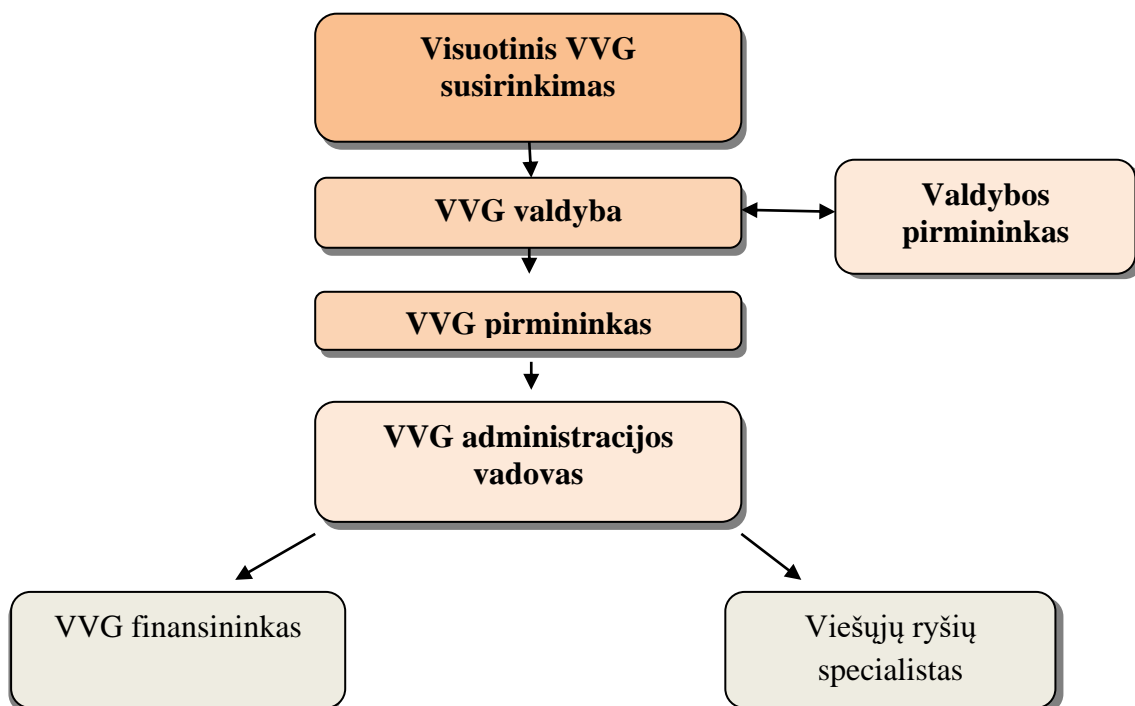 Visuotinis VVG
susirinkimas
VVG valdyba
Valdybos
pirmininkas
VVG pirmininkas
VVG administracijos
vadovas
VVG finansininkas
Viešųjų ryšių
specialistas